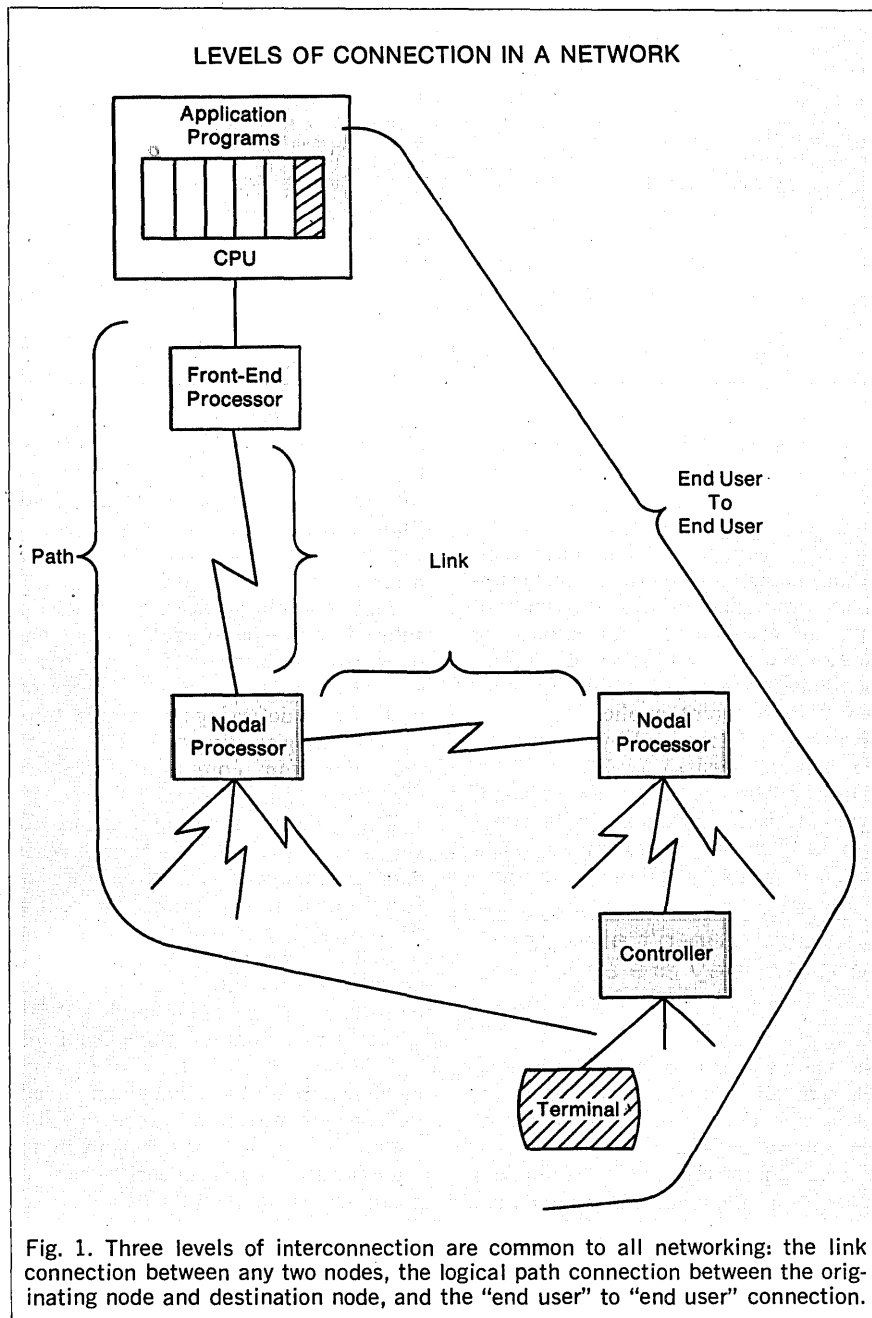 LEVELS OF CONNECTION IN A NETWORK
Application
Programs
CPU
Front-End
Processor
End User
To
End User
Path
Link
Nodal
Processor
Nodal
Processor
Controller
Terminal
Fig. 1. Three levels of interconnection are common to all networking: the link
connection between any two nodes, the logical path connection between the orig-
inating node and destination node, and the “end user” to “end user” connection.